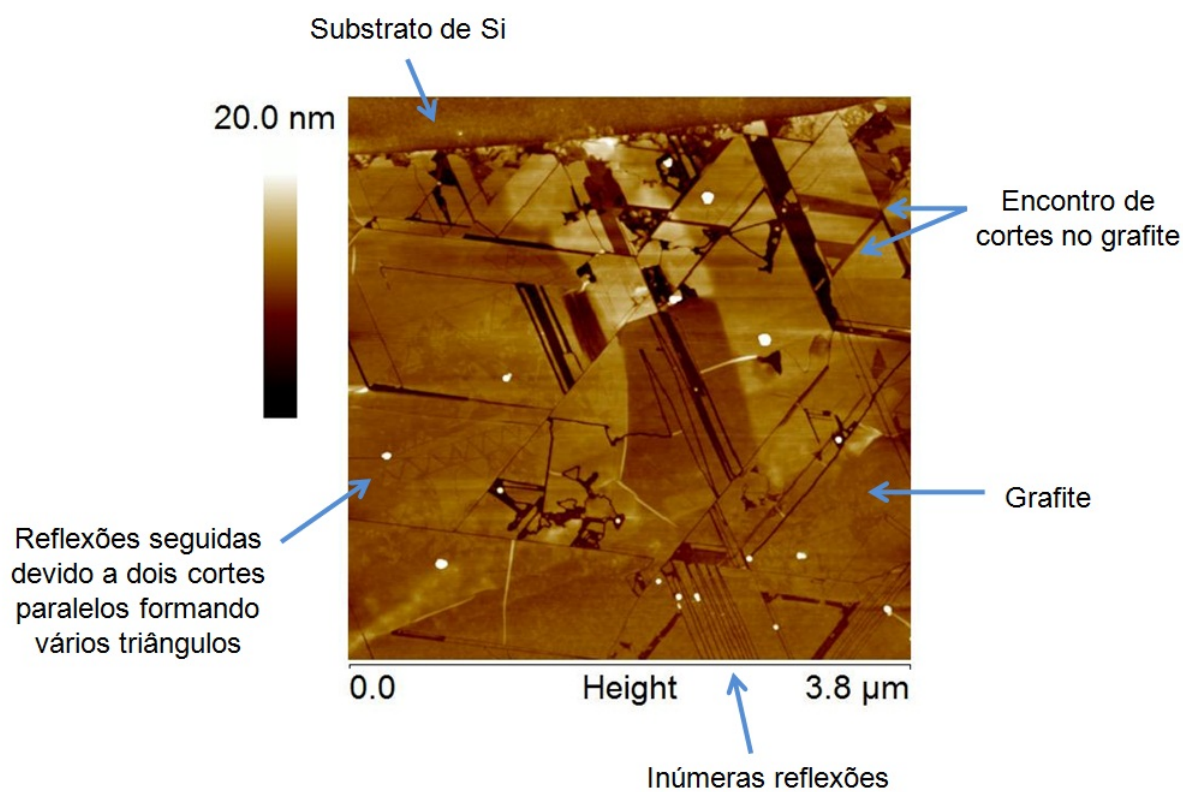 Substrato de Si
20.0 nm
Encontro de
cortes no grafite
Grafite
Reflexões seguidas
devido a dois cortes
paralelos formando
vários triângulos
0.0 Height 3.8 µm
Inúmeras reflexões